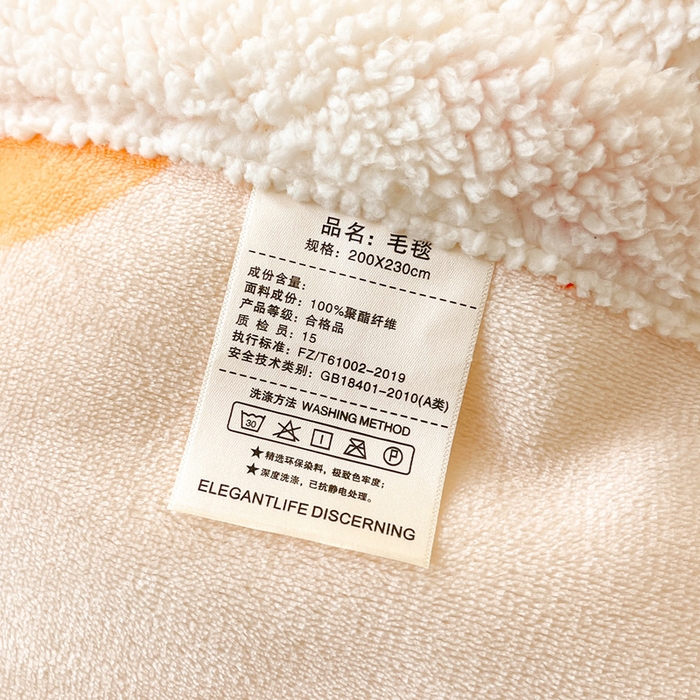 品名：毛毯
规格：200X230cm
成份含量：
面料成份：100%聚酯纤维
产品等级：合格品
质 检 员：15
执行标准：FZ/T61002-2019
安全技术类别：GB18401-2010(A类)
洗涤方法 WASHING METHOD
30 P
★精选环保染料，极致色牢度；
★深度洗涤，已抗静电处理。
ELEGANTLIFE DISCERNING